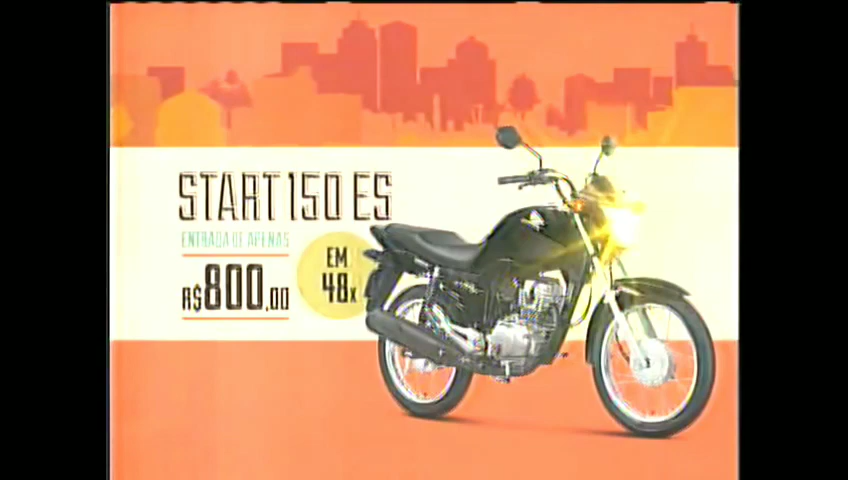 START 150 ES
ENTRADA DE APENAS
R$800,00
EM
48x